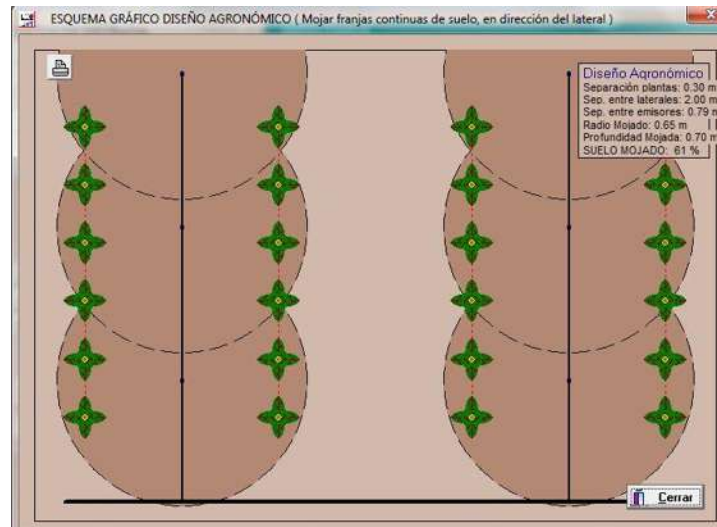 ESQUEMA GRÁFICO DISEÑO AGRONÓMICO ( Mojar franjas continuas de suelo, en dirección del lateral )
Diseño Agronómico
Separación plantas: 0.30 m
Sep. entre laterales: 2.00 m
Sep. entre emisores: 0.79 m
Radio Mojado: 0.65 m
Profundidad Mojada: 0.70 m
SUELO MOJADO: 61 %
Cerrar